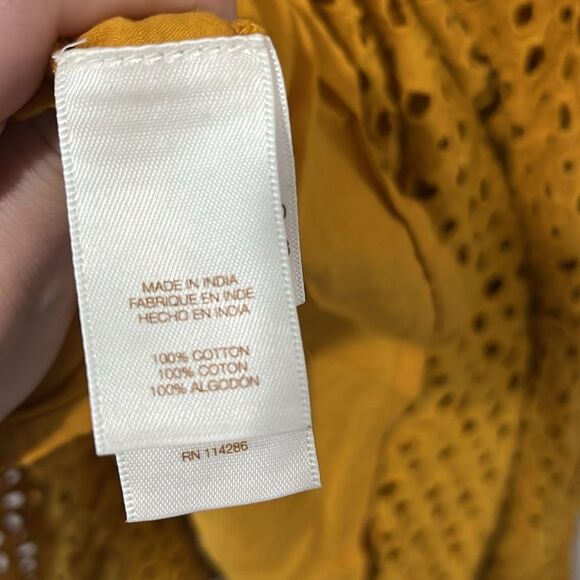 MADE IN INDIA
FABRIQUE EN INDE
HECHO EN INDIA
100% COTTON
100% COTON
100% ALGODON
RN 114286